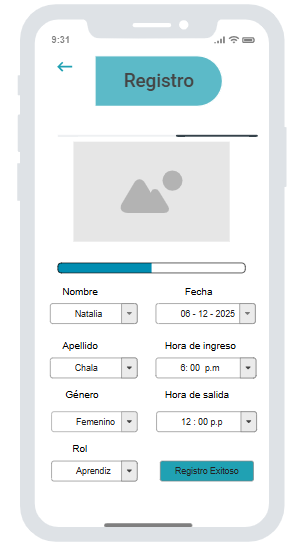 9:31
Registro
Nombre
Fecha
Natalia
06 - 12 - 2025
Apellido
Hora de ingreso
Chala
6: 00 p.m
Género
Hora de salida
Femenino
12 : 00 p.p
Rol
Aprendiz
Registro Exitoso